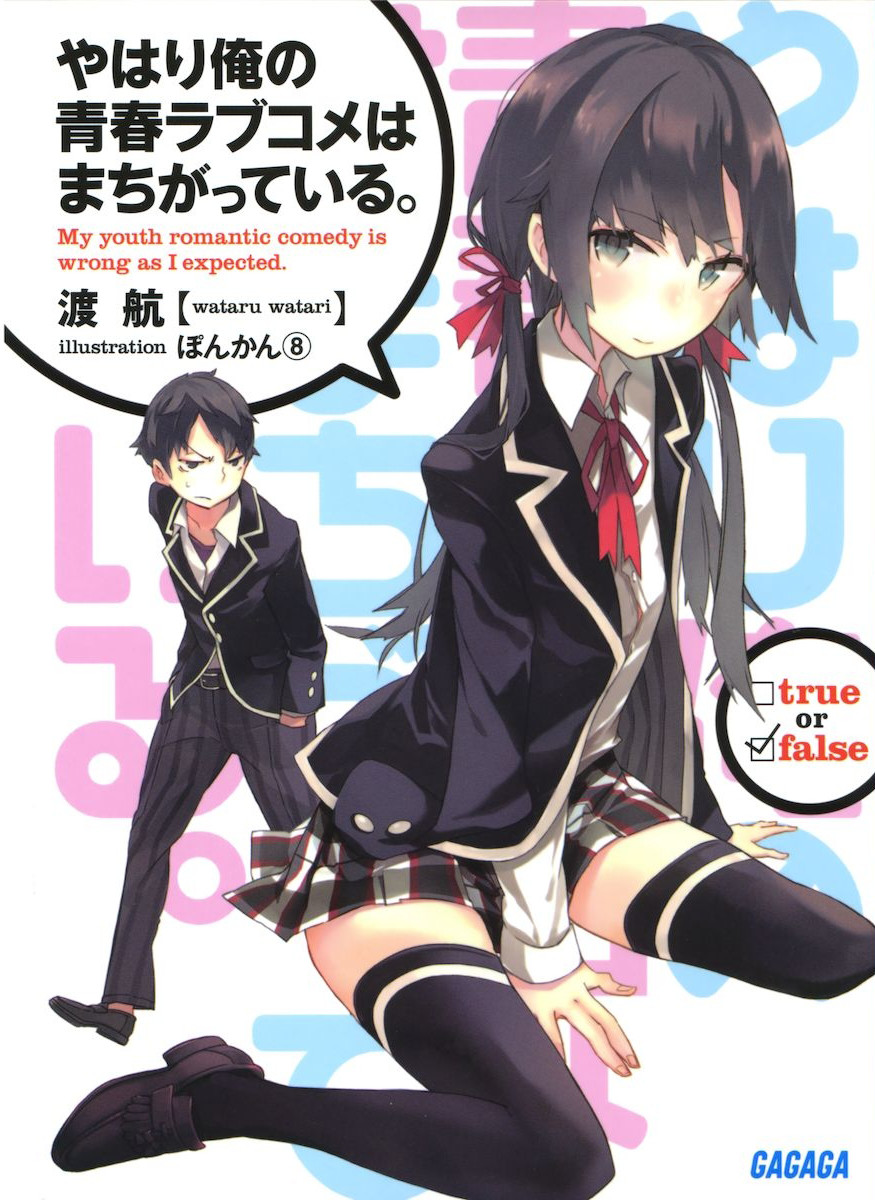 やはり俺の
青春ラブコメは
まちがっている。
My youth romantic comedy is
wrong as I expected.
渡 航【wataru watari】
illustration ぽんかん⑧
true
or
false
GAGAGA